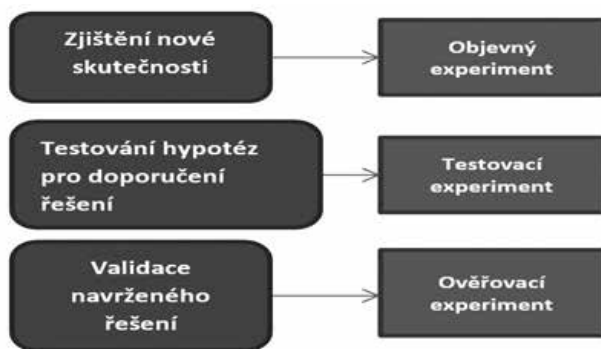 Zjištění nové
skutečnosti
Objevný
experiment
Testování hypotéz
pro doporučení
řešení
Testovací
experiment
Validace
navrženého
řešení
Ověřovací
experiment